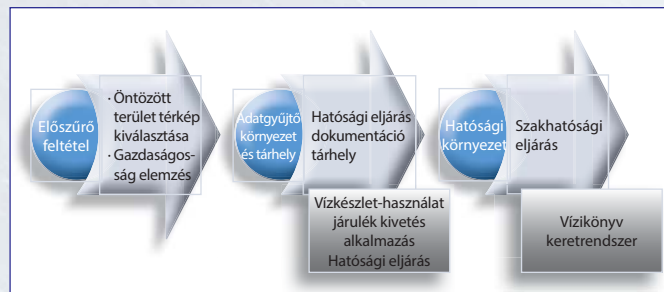 Előszűrő
feltétel
· Öntözött
terület térkép
kiválasztása
· Gazdaságos-
ság elemzés
Adatgyűjtő
környezet
és tárhely
Hatósági eljárás
dokumentáció
tárhely
Vízkészlet-használat
járulék kivetés
alkalmazás
Hatósági eljárás
Hatósági
környezet
Szakhatósági
eljárás
Vízikönyv
keretrendszer